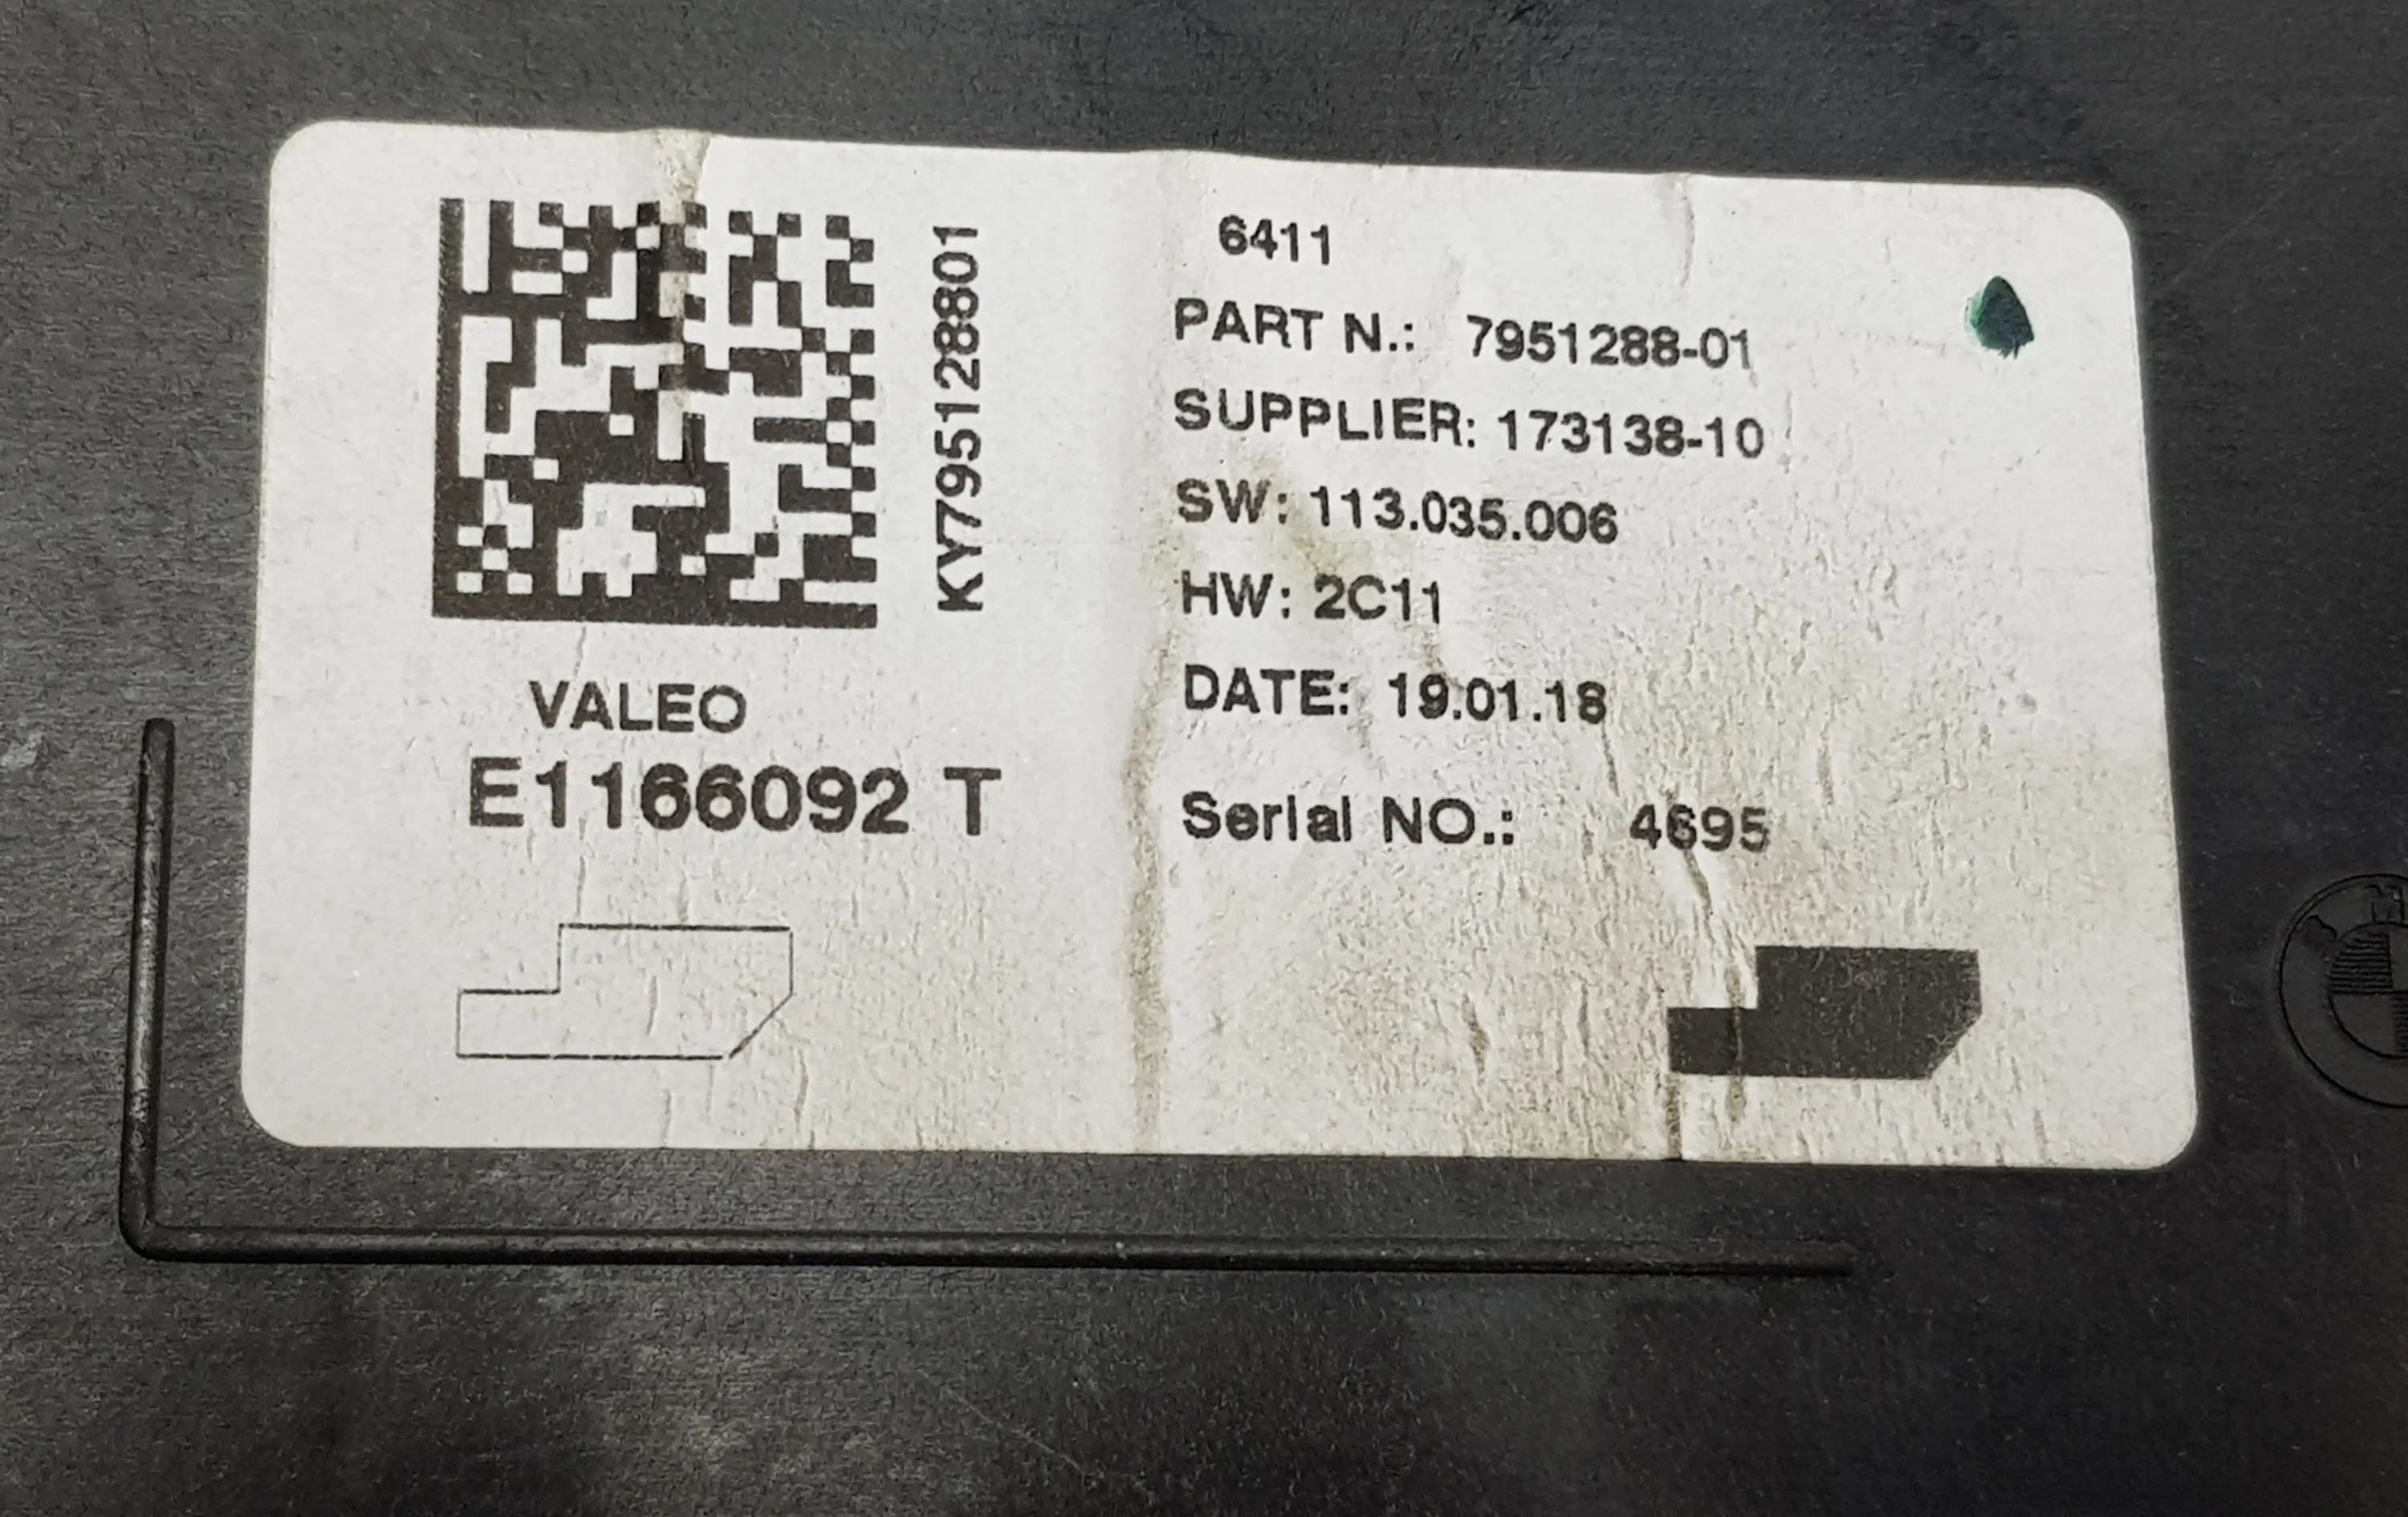 KY795128801
VALEO
E1166092 T
6411
PART N.: 7951288-01
SUPPLIER: 173138-10
SW: 113.035.006
HW: 2C11
DATE: 19.01.18
Serial NO.: 4695